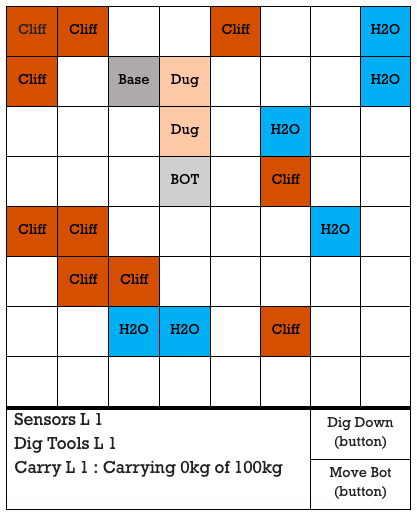 Cliff Cliff Cliff H2O
Cliff Base Dug H2O
Dug H2O
BOT Cliff
Cliff Cliff H2O
Cliff Cliff
H2O H2O Cliff
Sensors L 1
Dig Tools L 1
Carry L 1 : Carrying 0kg of 100kg
Dig Down
(button)
Move Bot
(button)